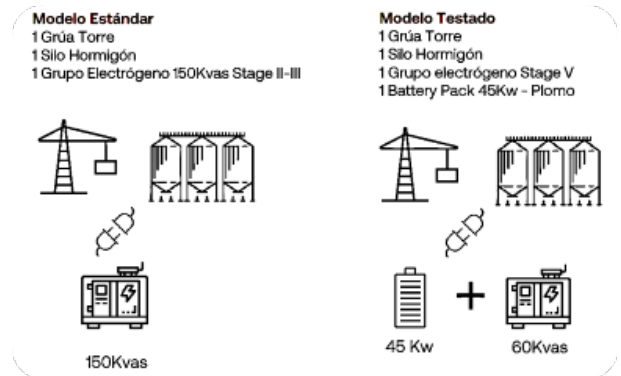 Modelo Estándar
1 Grúa Torre
1 Silo Hormigón
1 Grupo Electrógeno 150Kvas Stage II-III
150Kvas
Modelo Testado
1 Grúa Torre
1 Silo Hormigón
1 Grupo electrógeno Stage V
1 Battery Pack 45Kw - Plomo
+
45 Kw
60Kvas